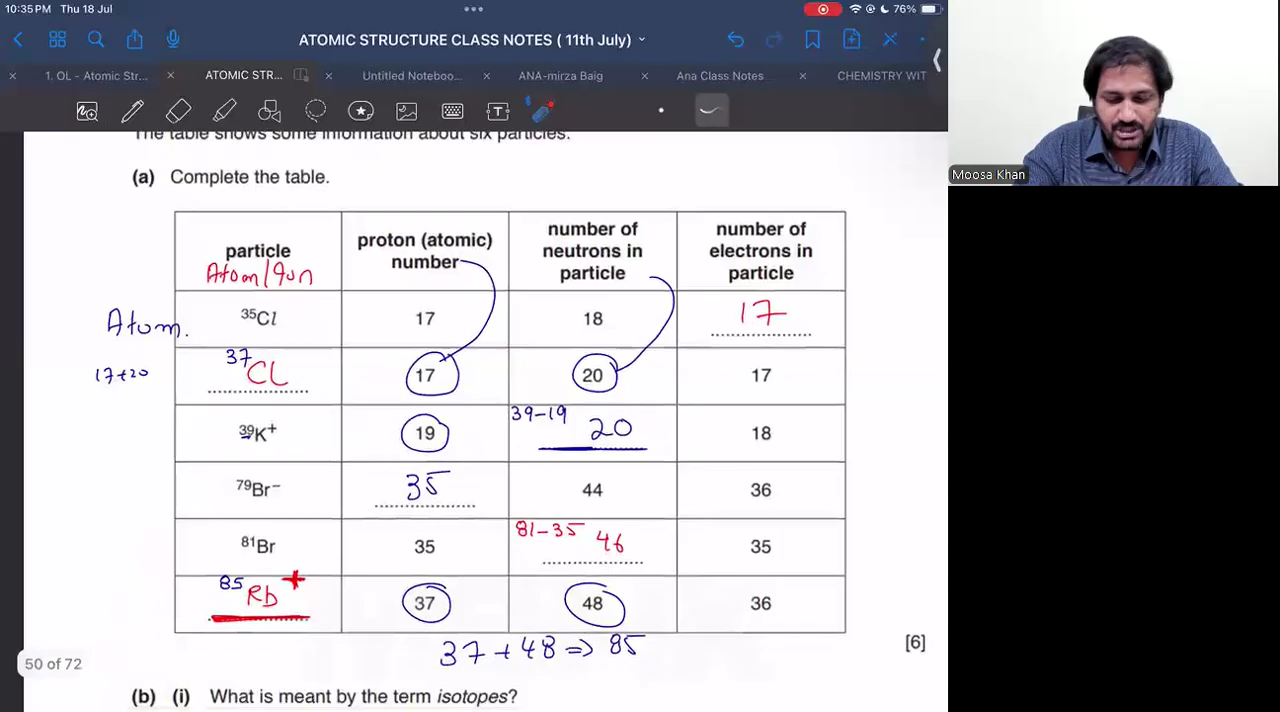 10:35 PM Thu 18 Jul
76%
ATOMIC STRUCTURE CLASS NOTES ( 11th July)
1. OL - Atomic Str...
ATOMIC STR...
Untitled Noteboo...
ANA-mirza Baig
Ana Class Notes
CHEMISTRY WIT
The table shows some information about six particles.
(a) Complete the table.
particle
Atom/Ion
proton (atomic)
number
number of
neutrons in
particle
number of
electrons in
particle
Atom.
35Cl 17 18 17
17+20
37CL 17 20 17
39K+ 19 39-19 20 18
79Br− 35 44 36
81Br 35 81-35 46 35
85Rb+ 37 48 36
37+48 => 85
[6]
50 of 72
(b) (i) What is meant by the term isotopes?
Moosa Khan